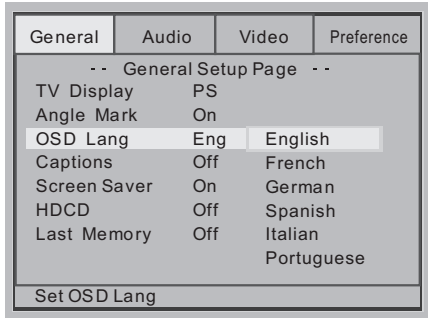 General Audio Video Preference
-- General Setup Page --
TV Display PS
Angle Mark On
OSD Lang Eng English
Captions Off French
Screen Saver On German
HDCD Off Spanish
Last Memory Off Italian
Portuguese
Set OSD Lang